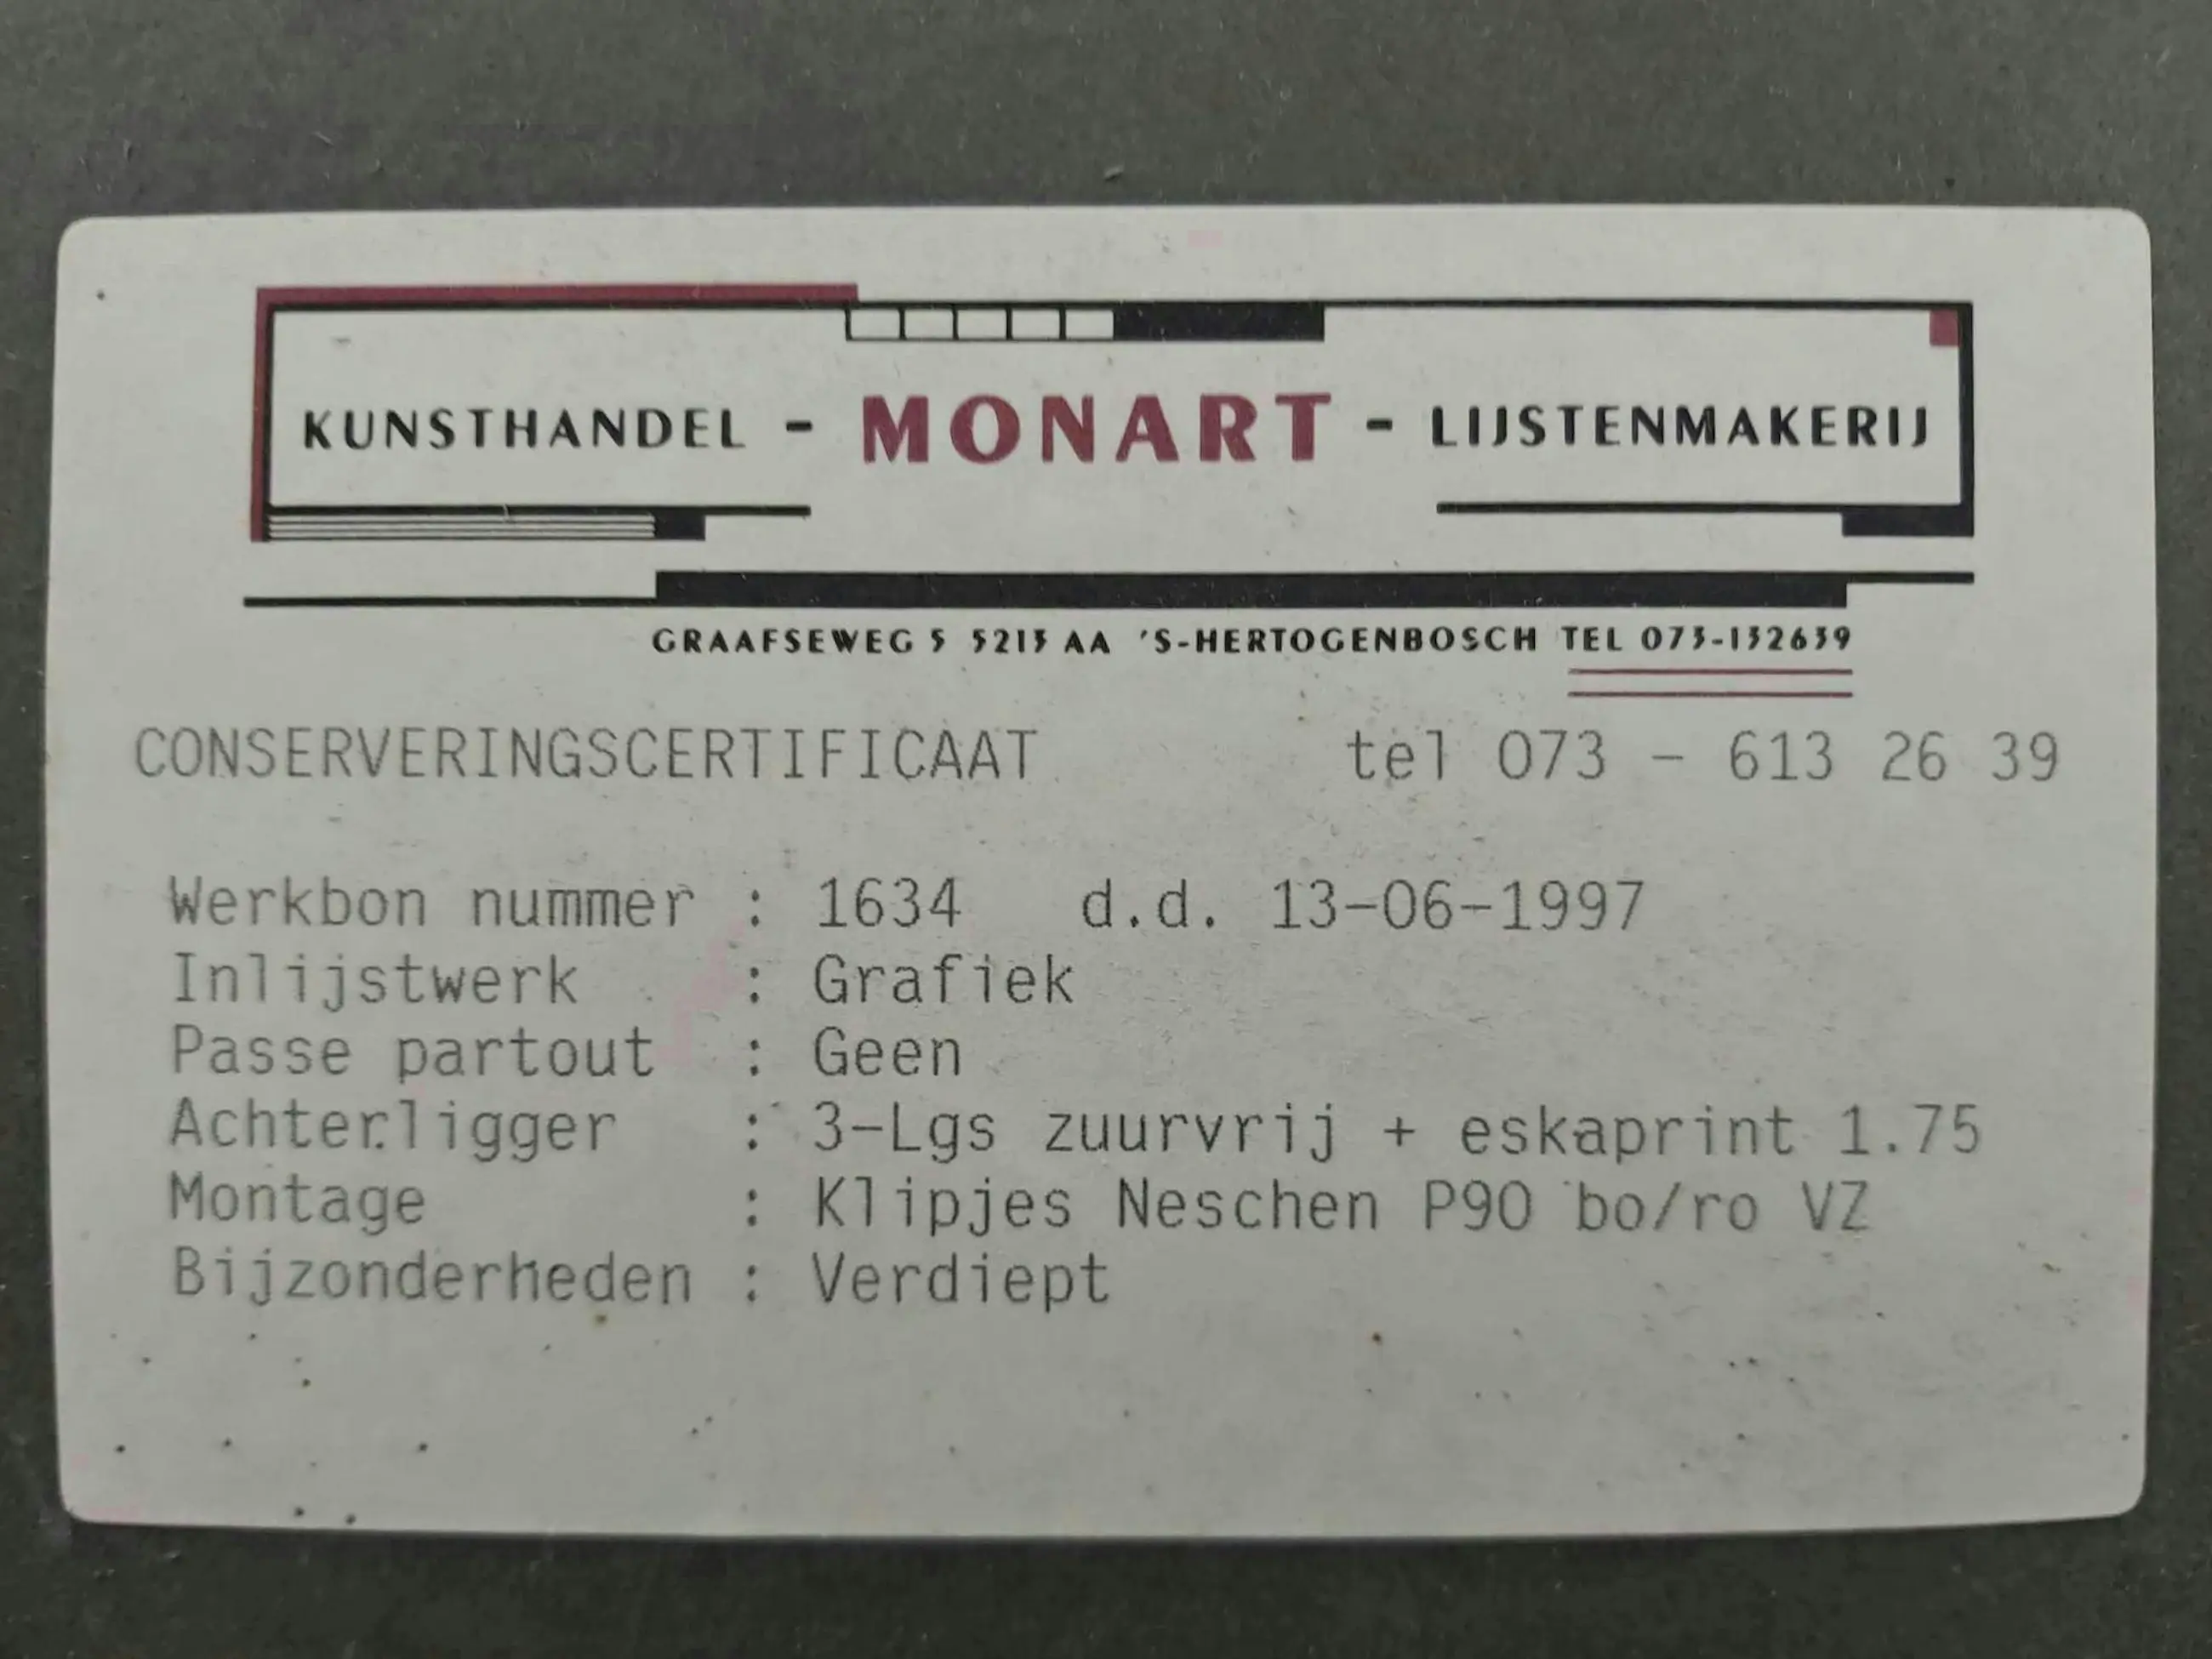 KUNSTHANDEL - MONART - LIJSTENMAKERIJ
GRAAFSEWEG 5 5213 AA 'S-HERTOGENBOSCH TEL 073-132639
CONSERVERINGSCERTIFICAAT tel 073 - 613 26 39
Werkbon nummer : 1634 d.d. 13-06-1997
Inlijstwerk : Grafiek
Passe partout : Geen
Achterligger : 3-Lgs zuurvrij + eskaprint 1.75
Montage : Klipjes Neschen P90 bo/ro VZ
Bijzonderheden : Verdiept